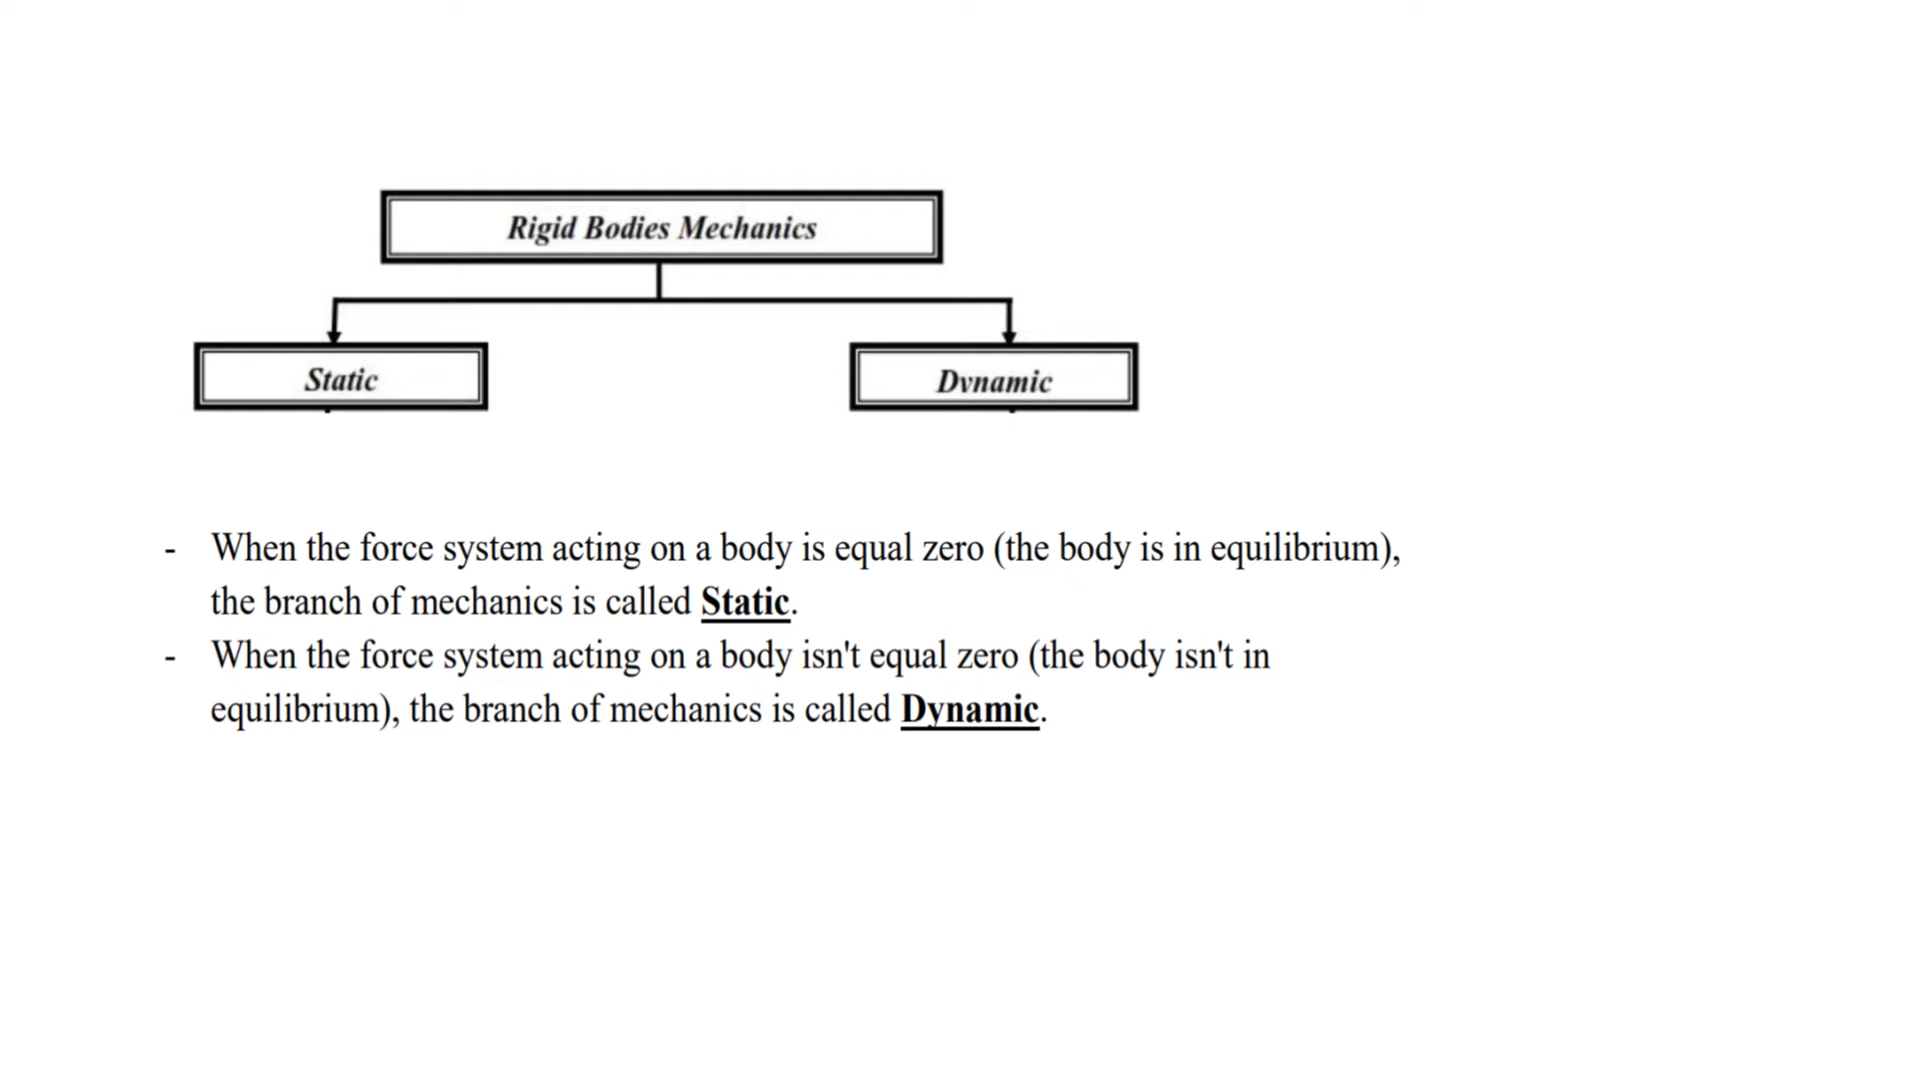 Rigid Bodies Mechanics
Static
Dynamic
- When the force system acting on a body is equal zero (the body is in equilibrium),
the branch of mechanics is called Static.
- When the force system acting on a body isn't equal zero (the body isn't in
equilibrium), the branch of mechanics is called Dynamic.